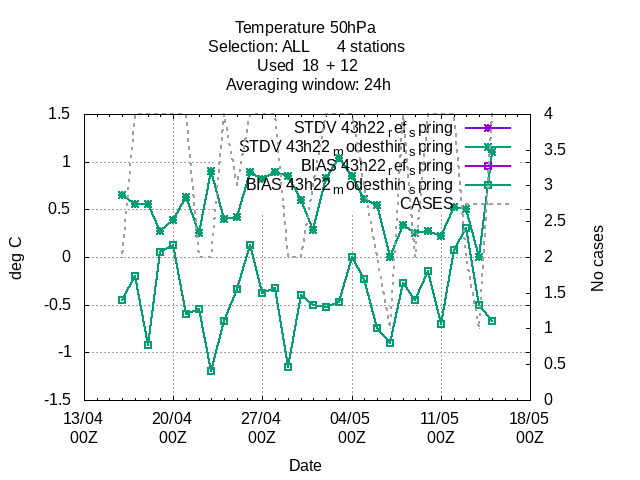 Temperature 50hPa
Selection: ALL 4 stations
Used 18 + 12
Averaging window: 24h
STDV 43h22_ref_spring
STDV 43h22_modesthin_spring
BIAS 43h22_ref_spring
BIAS 43h22_modesthin_spring
CASES
1.5
1
0.5
0
-0.5
-1
-1.5
deg C
4
3.5
3
2.5
2
1.5
1
0.5
0
No cases
13/04 20/04 27/04 04/05 11/05 18/05
00Z 00Z 00Z 00Z 00Z 00Z
Date